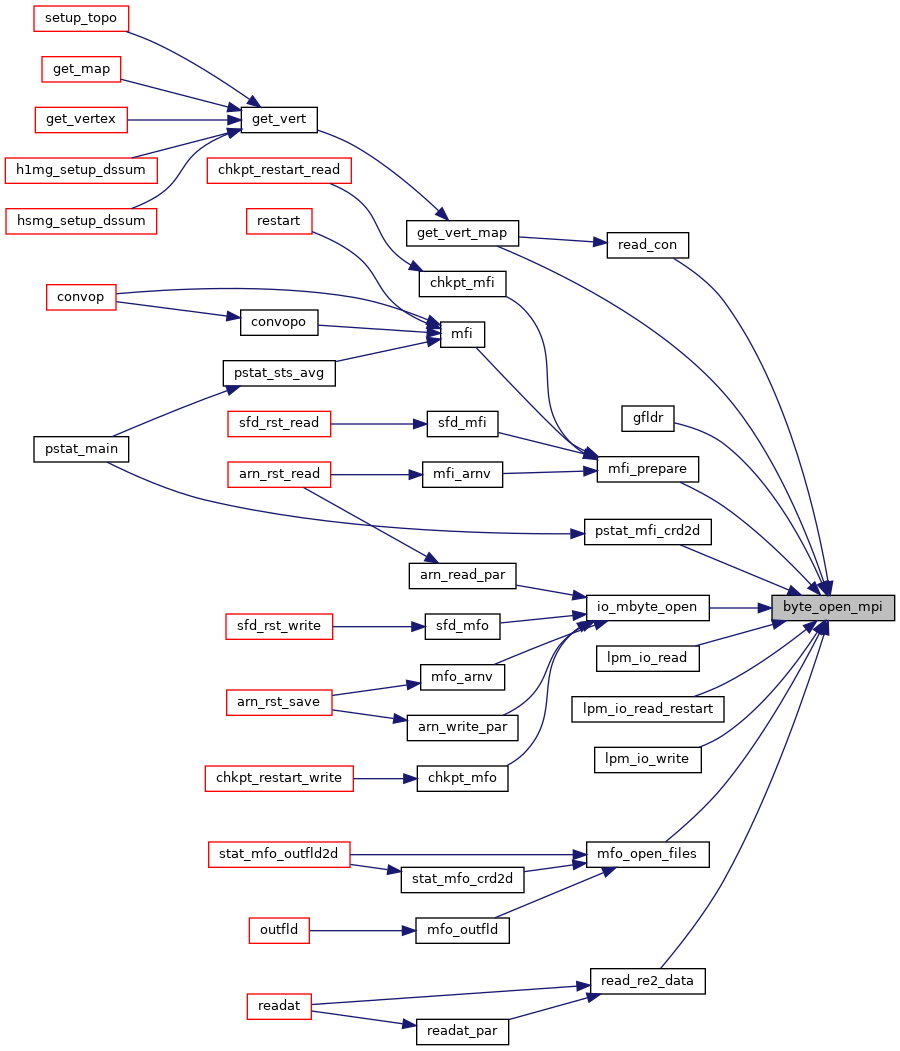 setup_topo
get_map
get_vertex
get_vert
h1mg_setup_dssum
chkpt_restart_read
hsmg_setup_dssum
restart
get_vert_map
read_con
chkpt_mfi
convop
convopo
mfi
pstat_sts_avg
gfldr
sfd_rst_read
sfd_mfi
pstat_main
mfi_prepare
arn_rst_read
mfi_arnv
pstat_mfi_crd2d
arn_read_par
io_mbyte_open
byte_open_mpi
sfd_rst_write
sfd_mfo
lpm_io_read
mfo_arnv
arn_rst_save
lpm_io_read_restart
arn_write_par
lpm_io_write
chkpt_restart_write
chkpt_mfo
stat_mfo_outfld2d
mfo_open_files
stat_mfo_crd2d
outfld
mfo_outfld
read_re2_data
readat
readat_par